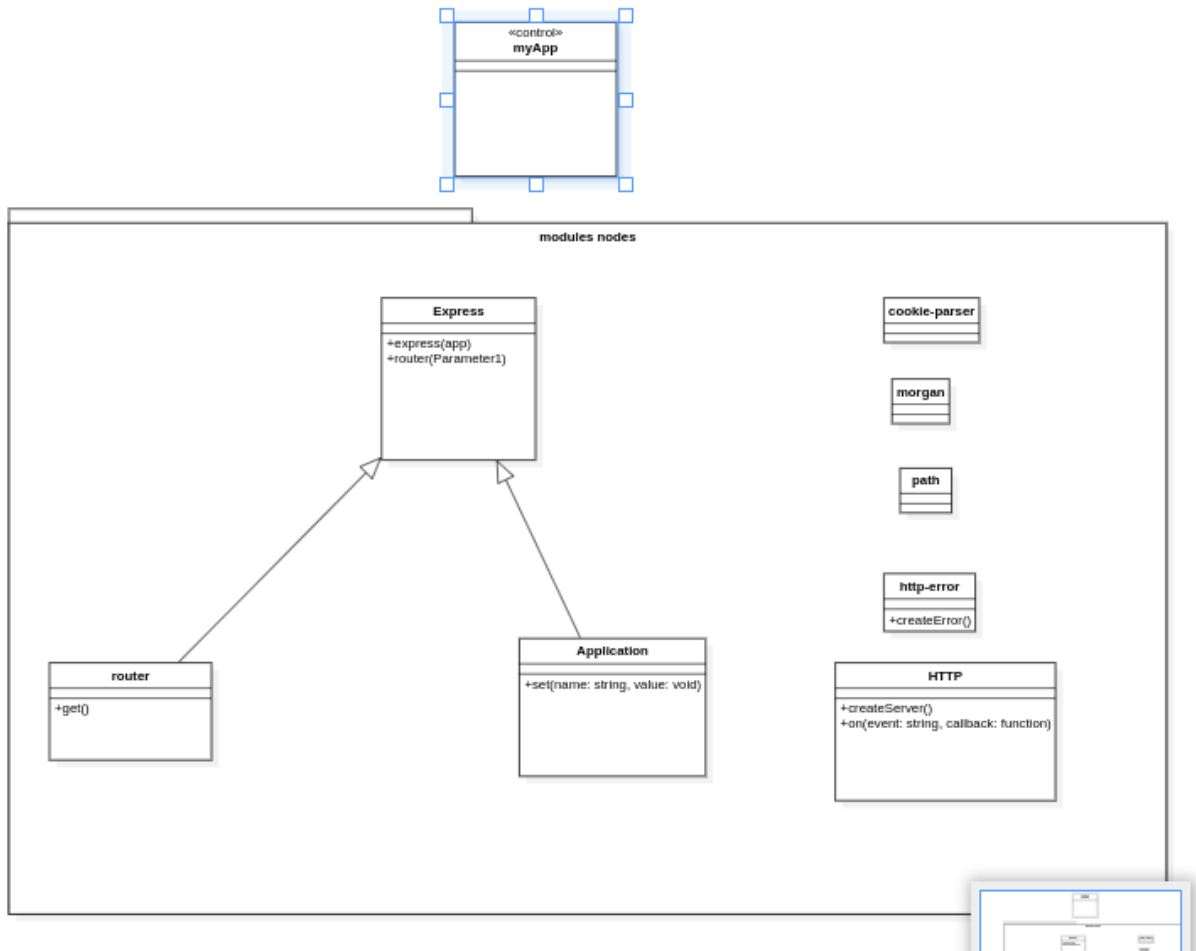 «control»
myApp
modules nodes
Express
+express(app)
+router(Parameter1)
cookie-parser
morgan
path
http-error
+createError()
router
+get()
Application
+set(name: string, value: void)
HTTP
+createServer()
+on(event: string, callback: function)